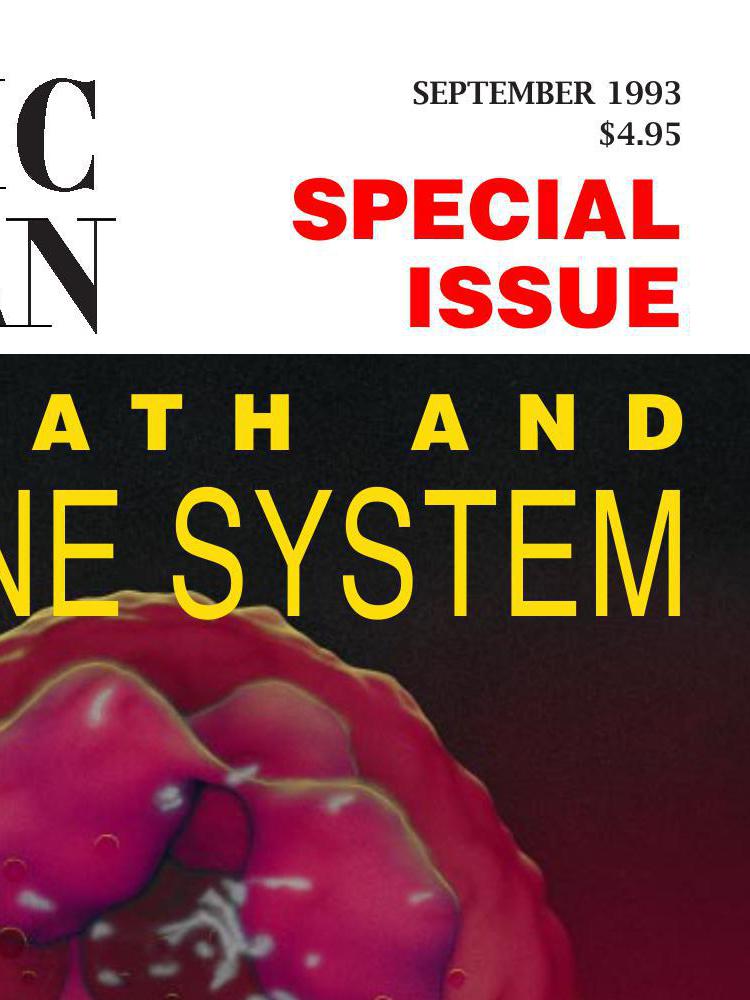 IC
SEPTEMBER 1993
$4.95
AN
SPECIAL
ISSUE
ATH AND
NE SYSTEM